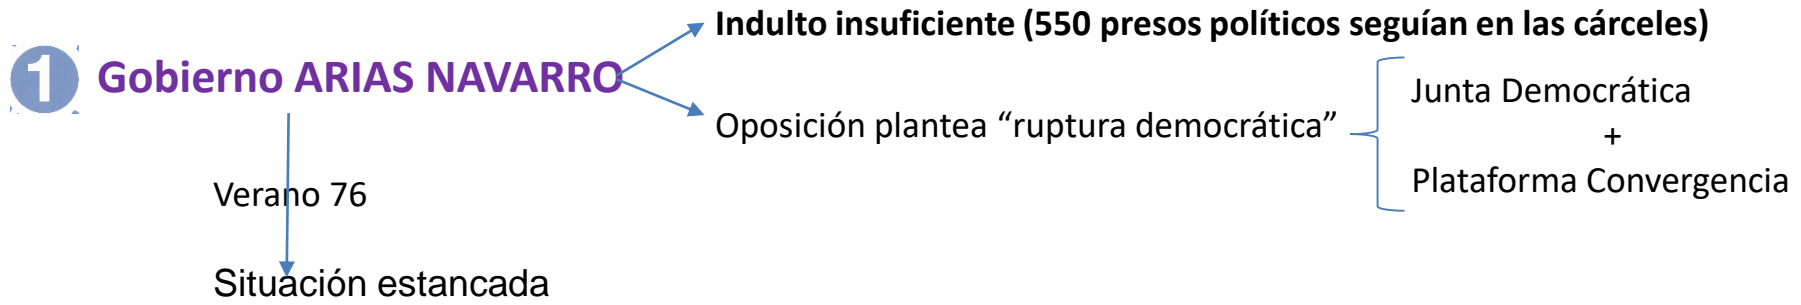 Indulto insuficiente (550 presos políticos seguían en las cárceles)
1 Gobierno ARIAS NAVARRO
Oposición plantea “ruptura democrática”
Junta Democrática
+
Plataforma Convergencia
Verano 76
Situación estancada